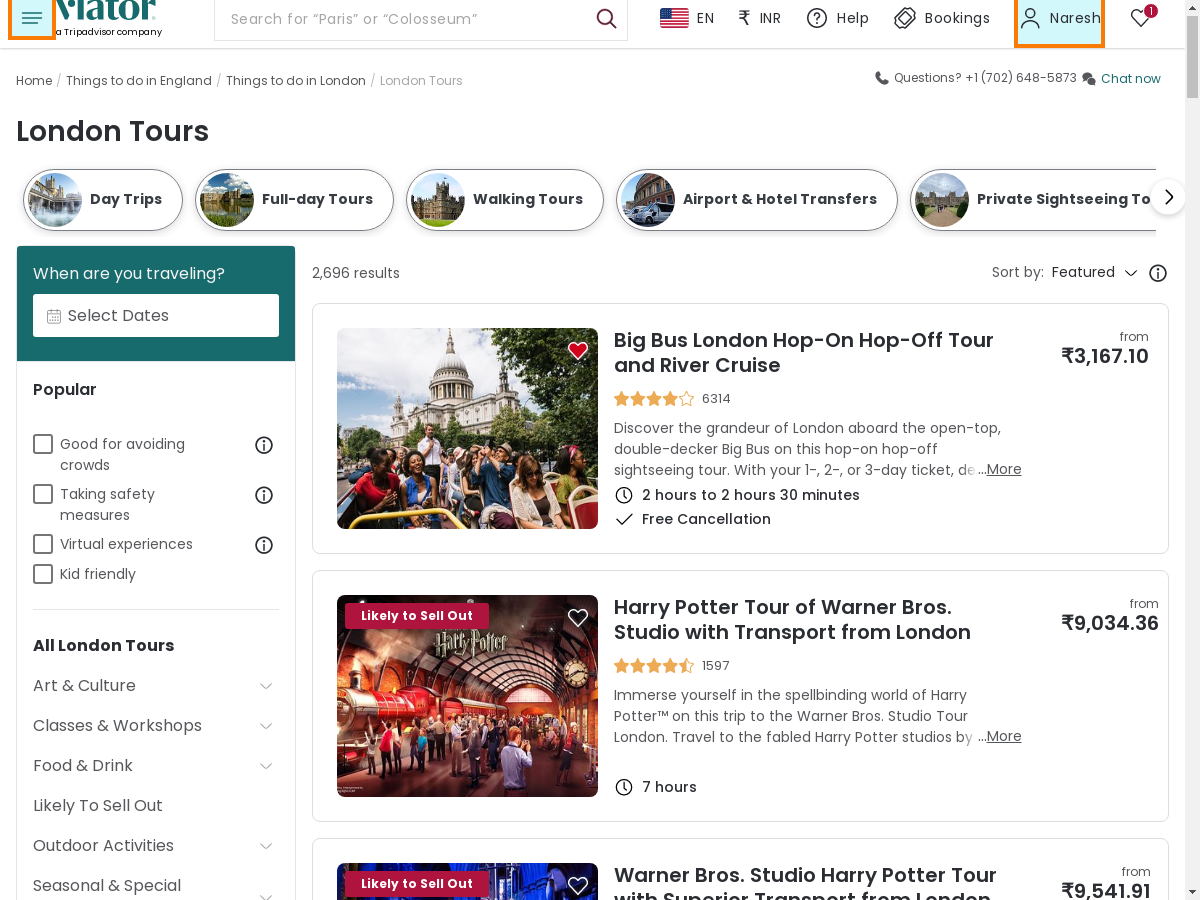 viator
a Tripadvisor company
Search for “Paris” or “Colosseum”
EN
₹ INR
Help
Bookings
Naresh
1
Home / Things to do in England / Things to do in London / London Tours
Questions? +1 (702) 648-5873
Chat now
London Tours
Day Trips
Full-day Tours
Walking Tours
Airport & Hotel Transfers
Private Sightseeing To
When are you traveling?
Select Dates
Popular
Good for avoiding
crowds
Taking safety
measures
Virtual experiences
Kid friendly
All London Tours
Art & Culture
Classes & Workshops
Food & Drink
Likely To Sell Out
Outdoor Activities
Seasonal & Special
2,696 results
Sort by: Featured
Big Bus London Hop-On Hop-Off Tour
and River Cruise
6314
Discover the grandeur of London aboard the open-top,
double-decker Big Bus on this hop-on hop-off
sightseeing tour. With your 1-, 2-, or 3-day ticket, de ...More
2 hours to 2 hours 30 minutes
Free Cancellation
from
₹3,167.10
Likely to Sell Out
Harry Potter
Harry Potter Tour of Warner Bros.
Studio with Transport from London
1597
Immerse yourself in the spellbinding world of Harry
Potter™ on this trip to the Warner Bros. Studio Tour
London. Travel to the fabled Harry Potter studios by ...More
7 hours
from
₹9,034.36
Likely to Sell Out
Warner Bros. Studio Harry Potter Tour
with Superior Transport from London
from
₹9,541.91